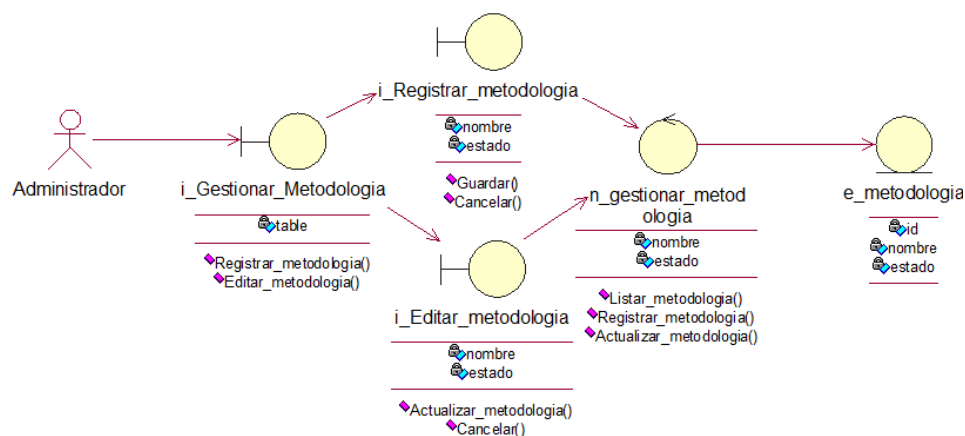 Administrador
i_Gestionar_Metodologia
table
Registrar_metodologia()
Editar_metodologia()
i_Registrar_metodologia
nombre
estado
Guardar()
Cancelar()
i_Editar_metodologia
nombre
estado
Actualizar_metodologia()
Cancelar()
n_gestionar_metod
ologia
nombre
estado
Listar_metodologia()
Registrar_metodologia()
Actualizar_metodologia()
e_metodologia
id
nombre
estado